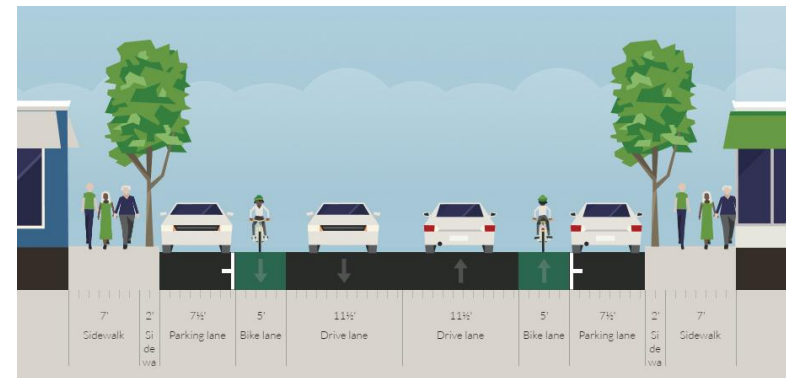 7'
Sidewalk
2'
Si
de
wa
7½'
Parking lane
5'
Bike lane
11½'
Drive lane
11½'
Drive lane
5'
Bike lane
7½'
Parking lane
2'
Si
de
wa
7'
Sidewalk